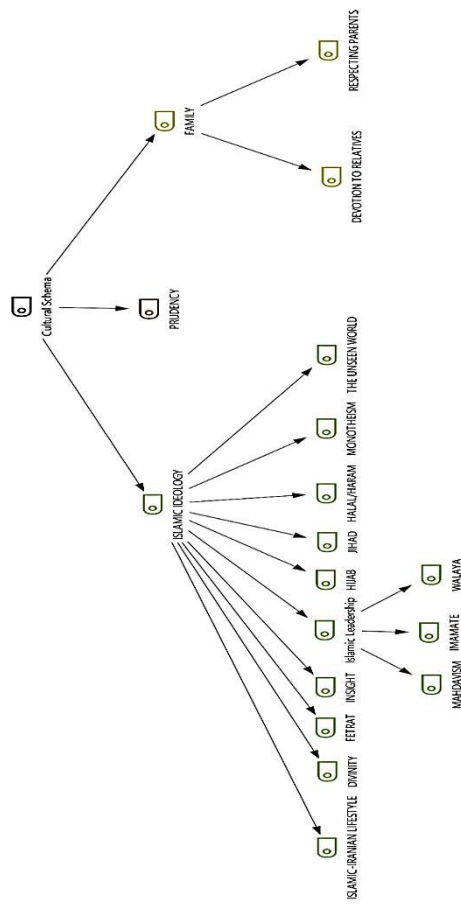 Cultural Schema
ISLAMIC IDEOLOGY
PRUDENCY
FAMILY
ISLAMIC-IRANIAN LIFESTYLE
DIVINITY
FETRAT
INSIGHT
Islamic Leadership
HIJAB
JIHAD
HALAL/HARAM
MONOTHEISM
THE UNSEEN WORLD
DEVOTION TO RELATIVES
RESPECTING PARENTS
MAHDAVISM
IMAMATE
WALAYA